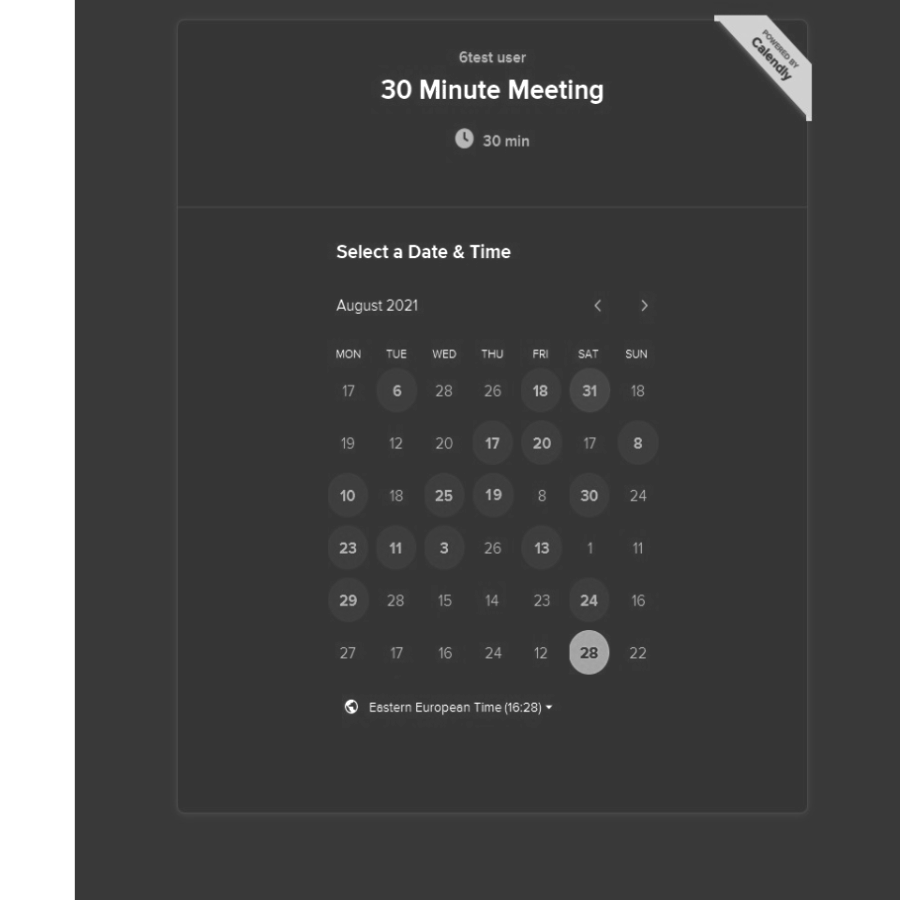 POWERED BY
Calendly
6test user
30 Minute Meeting
30 min
Select a Date & Time
August 2021
MON TUE WED THU FRI SAT SUN
17 6 28 26 18 31 18
19 12 20 17 20 17 8
10 18 25 19 8 30 24
23 11 3 26 13 1 11
29 28 15 14 23 24 16
27 17 16 24 12 28 22
Eastern European Time (16:28)